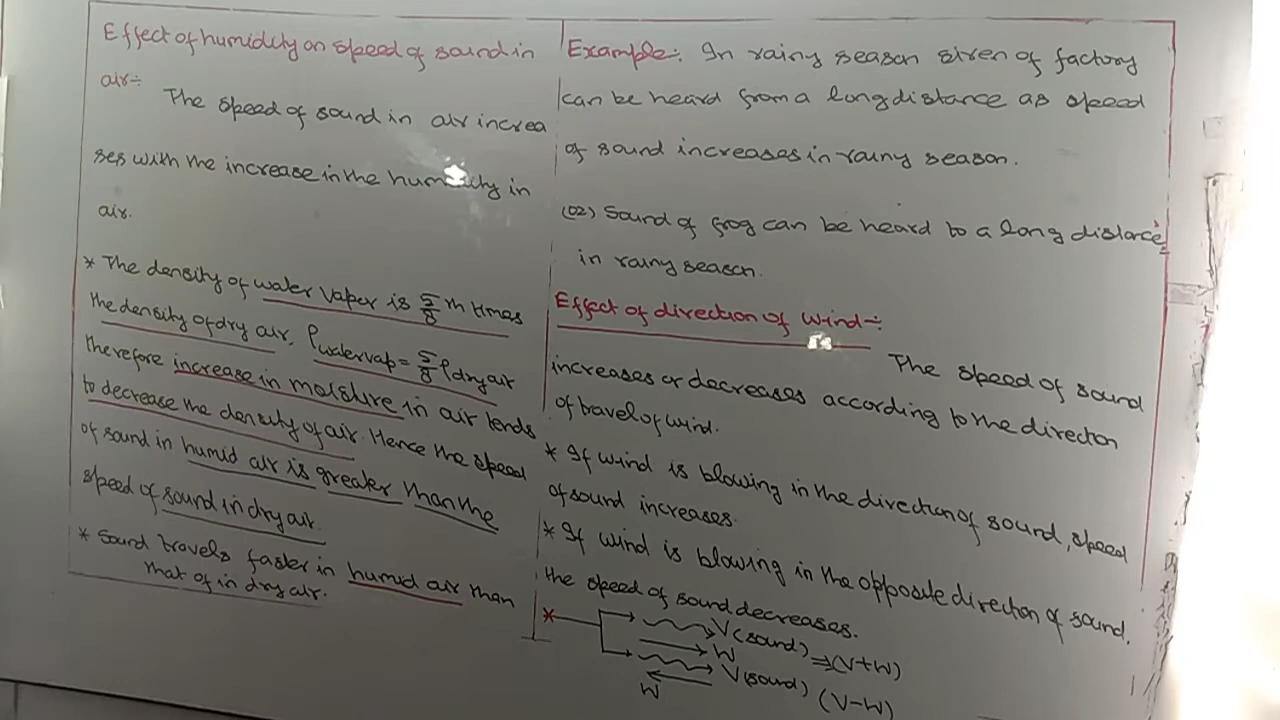 Effect of humidity on speed of sound in
air:-
The speed of sound in air increa
ses with the increase in the humidity in
air.
* The density of water vaper is 5/8 th times
the density of dry air, ρwatervap = 5/8 ρdry air
therefore increase in moisture in air tends
to decrease the density of air. Hence the speed
of sound in humid air is greater than the
speed of sound in dry air.
* Sound travels faster in humid air than
that of in dry air.
Example:- In rainy season siren of factory
can be heard from a long distance as speed
of sound increases in rainy season.
(02) Sound of frog can be heard to a long distance
in rainy season.
Effect of direction of wind:-
The speed of sound
increases or decreases according to the direction
of travel of wind.
* If wind is blowing in the direction of sound, speed
of sound increases.
* If wind is blowing in the opposite direction of sound,
the speed of sound decreases.
* V(sound) ⇒ (V+W)
W
V(sound) (V-W)
W